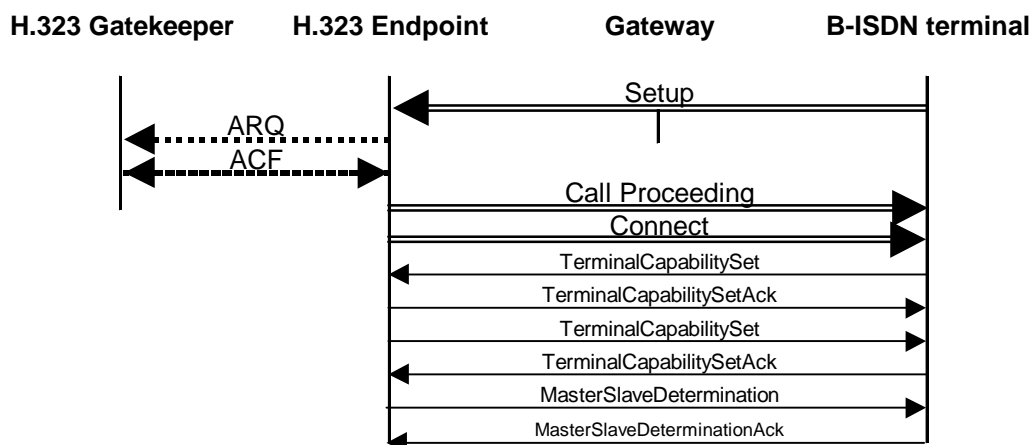 H.323 Gatekeeper H.323 Endpoint Gateway B-ISDN terminal
Setup
ARQ
ACF
Call Proceeding
Connect
TerminalCapabilitySet
TerminalCapabilitySetAck
TerminalCapabilitySet
TerminalCapabilitySetAck
MasterSlaveDetermination
MasterSlaveDeterminationAck